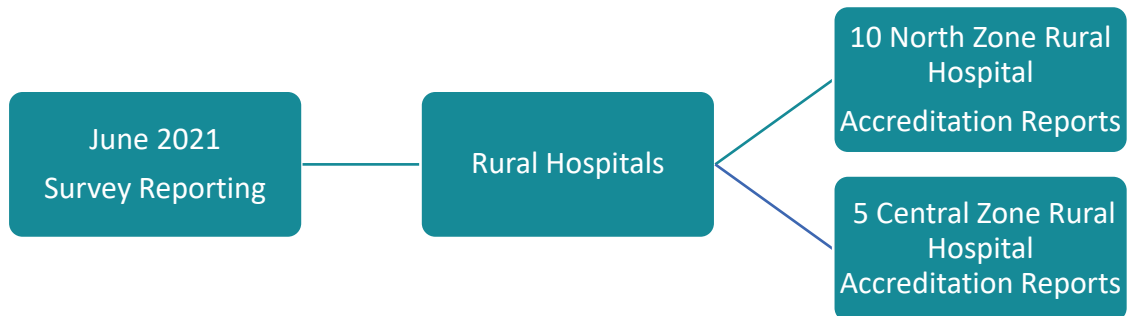 June 2021
Survey Reporting
Rural Hospitals
10 North Zone Rural
Hospital
Accreditation Reports
5 Central Zone Rural
Hospital
Accreditation Reports